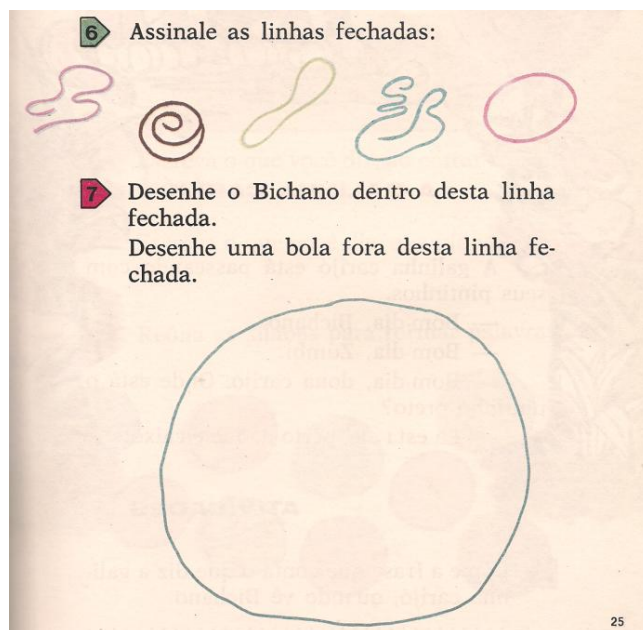 6 Assinale as linhas fechadas:
7 Desenhe o Bichano dentro desta linha
fechada.
Desenhe uma bola fora desta linha fe-
chada.
25